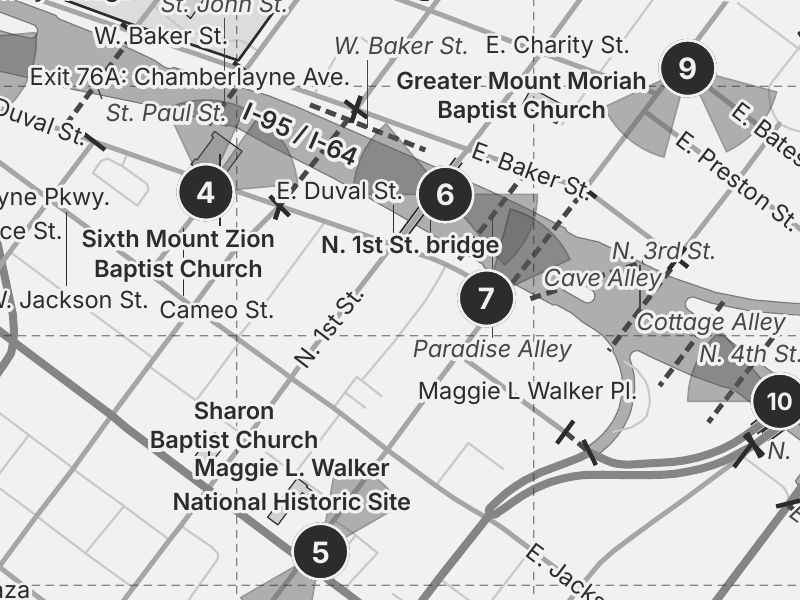 St. John St.
W. Baker St.
W. Baker St.
E. Charity St.
9
Exit 76A: Chamberlayne Ave.
Greater Mount Moriah
Baptist Church
St. Paul St.
I-95 / I-64
Duval St.
E. Bates
E. Preston St.
E. Baker St.
yne Pkwy.
4
E. Duval St.
6
ce St.
Sixth Mount Zion
Baptist Church
N. 1st St. bridge
N. 3rd St.
Cave Alley
W. Jackson St.
Cameo St.
7
N. 1st St.
Cottage Alley
Paradise Alley
N. 4th St.
Maggie L Walker Pl.
10
Sharon
Baptist Church
N.
Maggie L. Walker
National Historic Site
5
E. Jacks